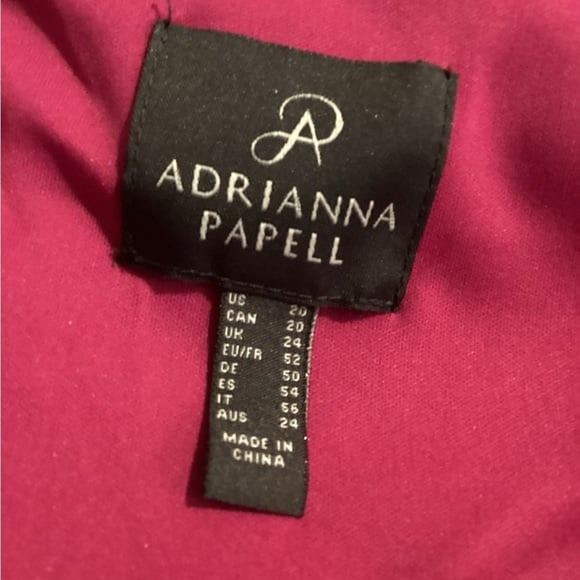 ADRIANNA
PAPELL
US 20
CAN 20
UK 24
EU/FR 52
DE 50
ES 54
IT 56
AUS 24
MADE IN
CHINA